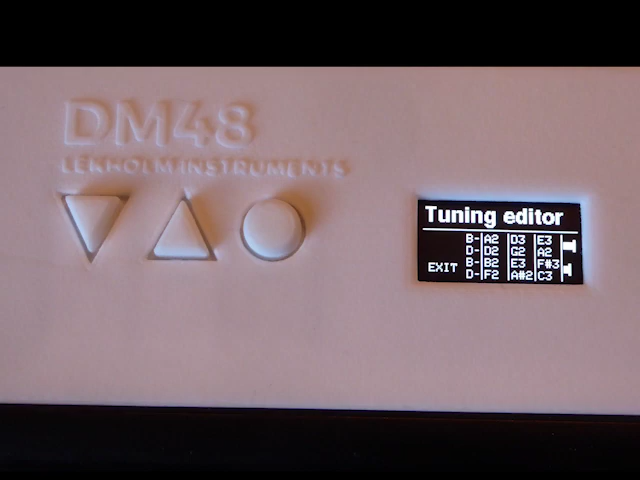 DM48
LEKHOLM INSTRUMENTS
Tuning editor
B- A2 D3 E3
D- D2 G2 A2
EXIT B- B2 E3 F#3
D- F2 A#2 C3